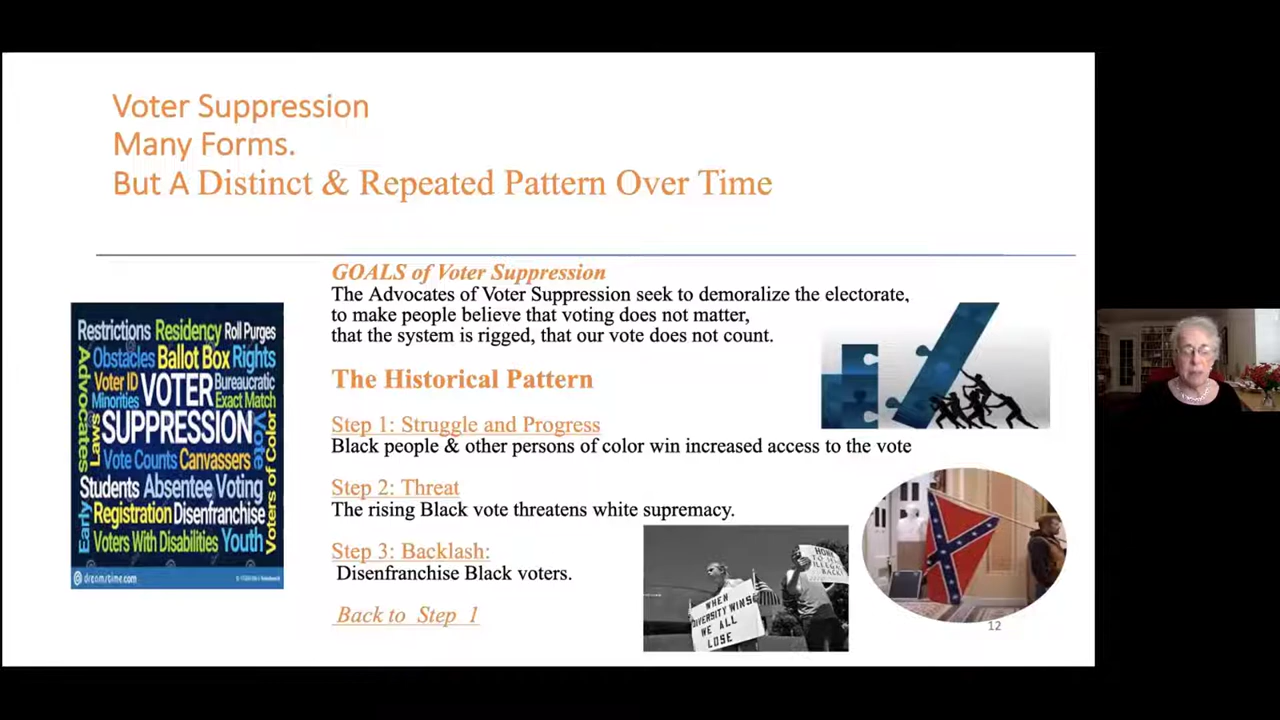 Voter Suppression
Many Forms.
But A Distinct & Repeated Pattern Over Time
GOALS of Voter Suppression
The Advocates of Voter Suppression seek to demoralize the electorate,
to make people believe that voting does not matter,
that the system is rigged, that our vote does not count.
The Historical Pattern
Step 1: Struggle and Progress
Black people & other persons of color win increased access to the vote
Step 2: Threat
The rising Black vote threatens white supremacy.
Step 3: Backlash:
Disenfranchise Black voters.
Back to Step 1
Restrictions Residency Roll Purges
Advocates
Obstacles Ballot Box Rights
Voter ID VOTER Bureaucratic
Minorities Exact Match
Laws SUPPRESSION Vote
Vote Counts Canvassers
Students Absentee Voting
Early Registration Disenfranchise
Voters With Disabilities Youth
Voters of Color
dreamstime.com
WHEN
DIVERSITY WINS
WE ALL
LOSE
12